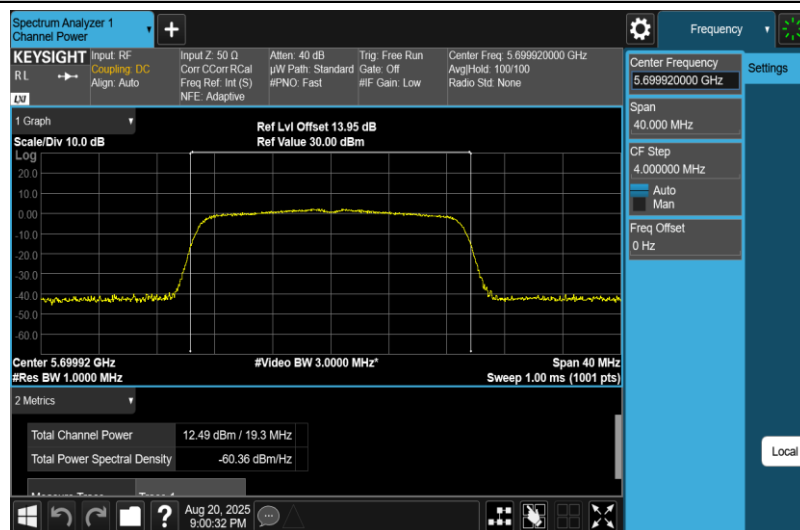 Spectrum Analyzer 1
Channel Power
+
Frequency
KEYSIGHT
RL
LXI
Input: RF
Coupling: DC
Align: Auto
Input Z: 50 Ω
Corr CCorr RCal
Freq Ref: Int (S)
NFE: Adaptive
Atten: 40 dB
µW Path: Standard
#PNO: Fast
Trig: Free Run
Gate: Off
#IF Gain: Low
Center Freq: 5.699920000 GHz
Avg|Hold: 100/100
Radio Std: None
Center Frequency
5.699920000 GHz
Settings
Span
40.000 MHz
CF Step
4.000000 MHz
Auto
Man
Freq Offset
0 Hz
1 Graph
Scale/Div 10.0 dB
Ref Lvl Offset 13.95 dB
Ref Value 30.00 dBm
Log
20.0
10.0
0.00
-10.0
-20.0
-30.0
-40.0
-50.0
-60.0
Center 5.69992 GHz
#Video BW 3.0000 MHz*
Span 40 MHz
#Res BW 1.0000 MHz
Sweep 1.00 ms (1001 pts)
2 Metrics
Total Channel Power 12.49 dBm / 19.3 MHz
Total Power Spectral Density -60.36 dBm/Hz
Local
?
Aug 20, 2025
9:00:32 PM